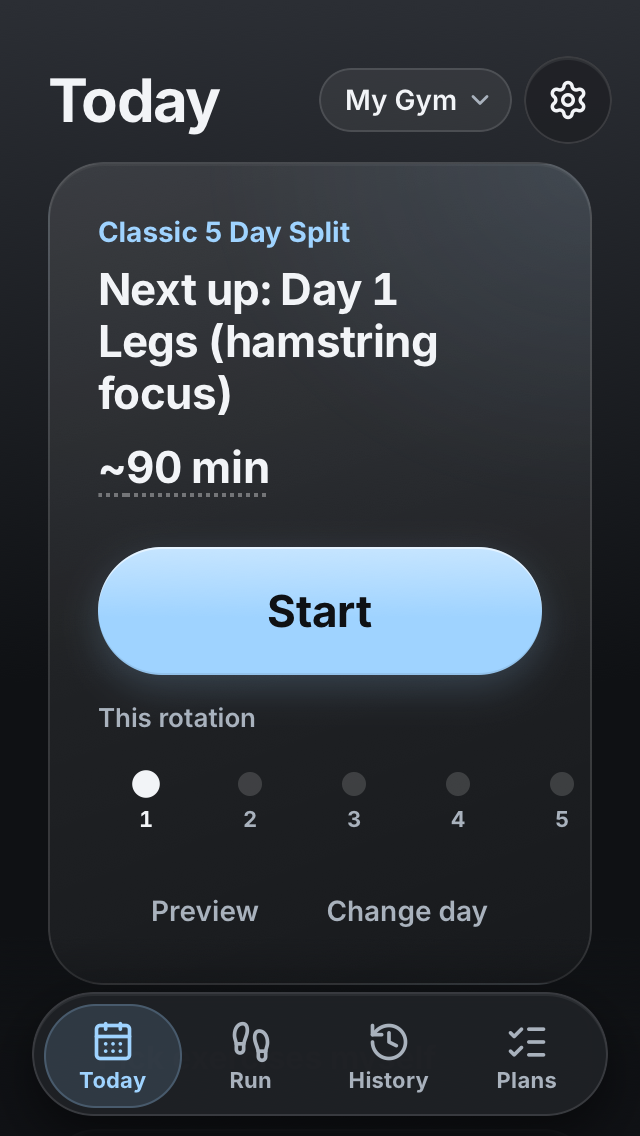 Today
My Gym
Classic 5 Day Split
Next up: Day 1
Legs (hamstring
focus)
~90 min
Start
This rotation
1 2 3 4 5
Preview Change day
Today Run History Plans